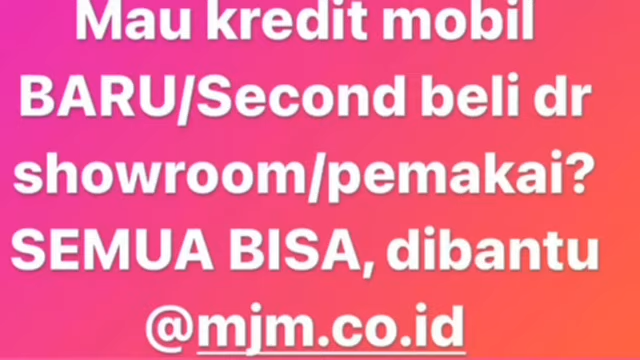 Mau kredit mobil
BARU/Second beli dr
showroom/pemakai?
SEMUA BISA, dibantu
@mjm.co.id